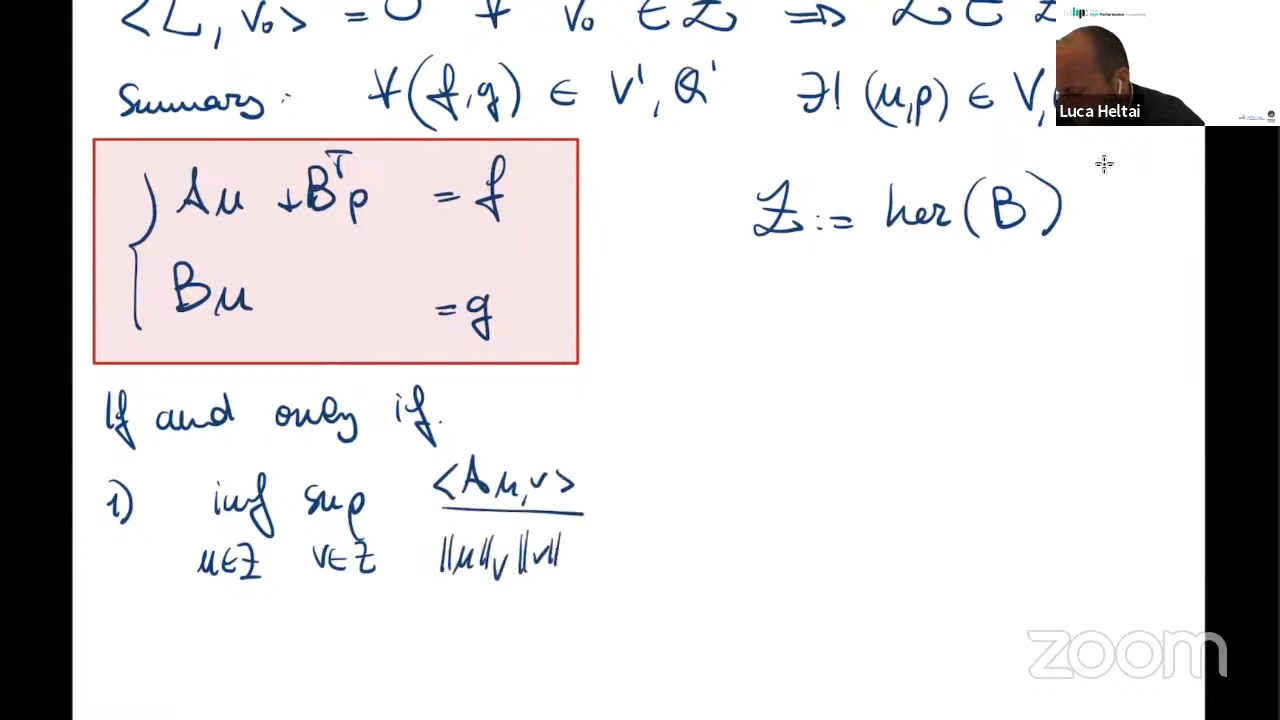 <L, v₀> = 0 ∀ v₀ ∈ Z ⟹ L ∈
Luca Heltai
Summary: ∀ (f,g) ∈ V', Q' ∃! (u,p) ∈ V,
Au + Bᵀp = f
Z := ker(B)
Bu = g
If and only if.
1) inf sup <Au,v>
u∈Z v∈Z ||u||ᵥ ||v||
zoom